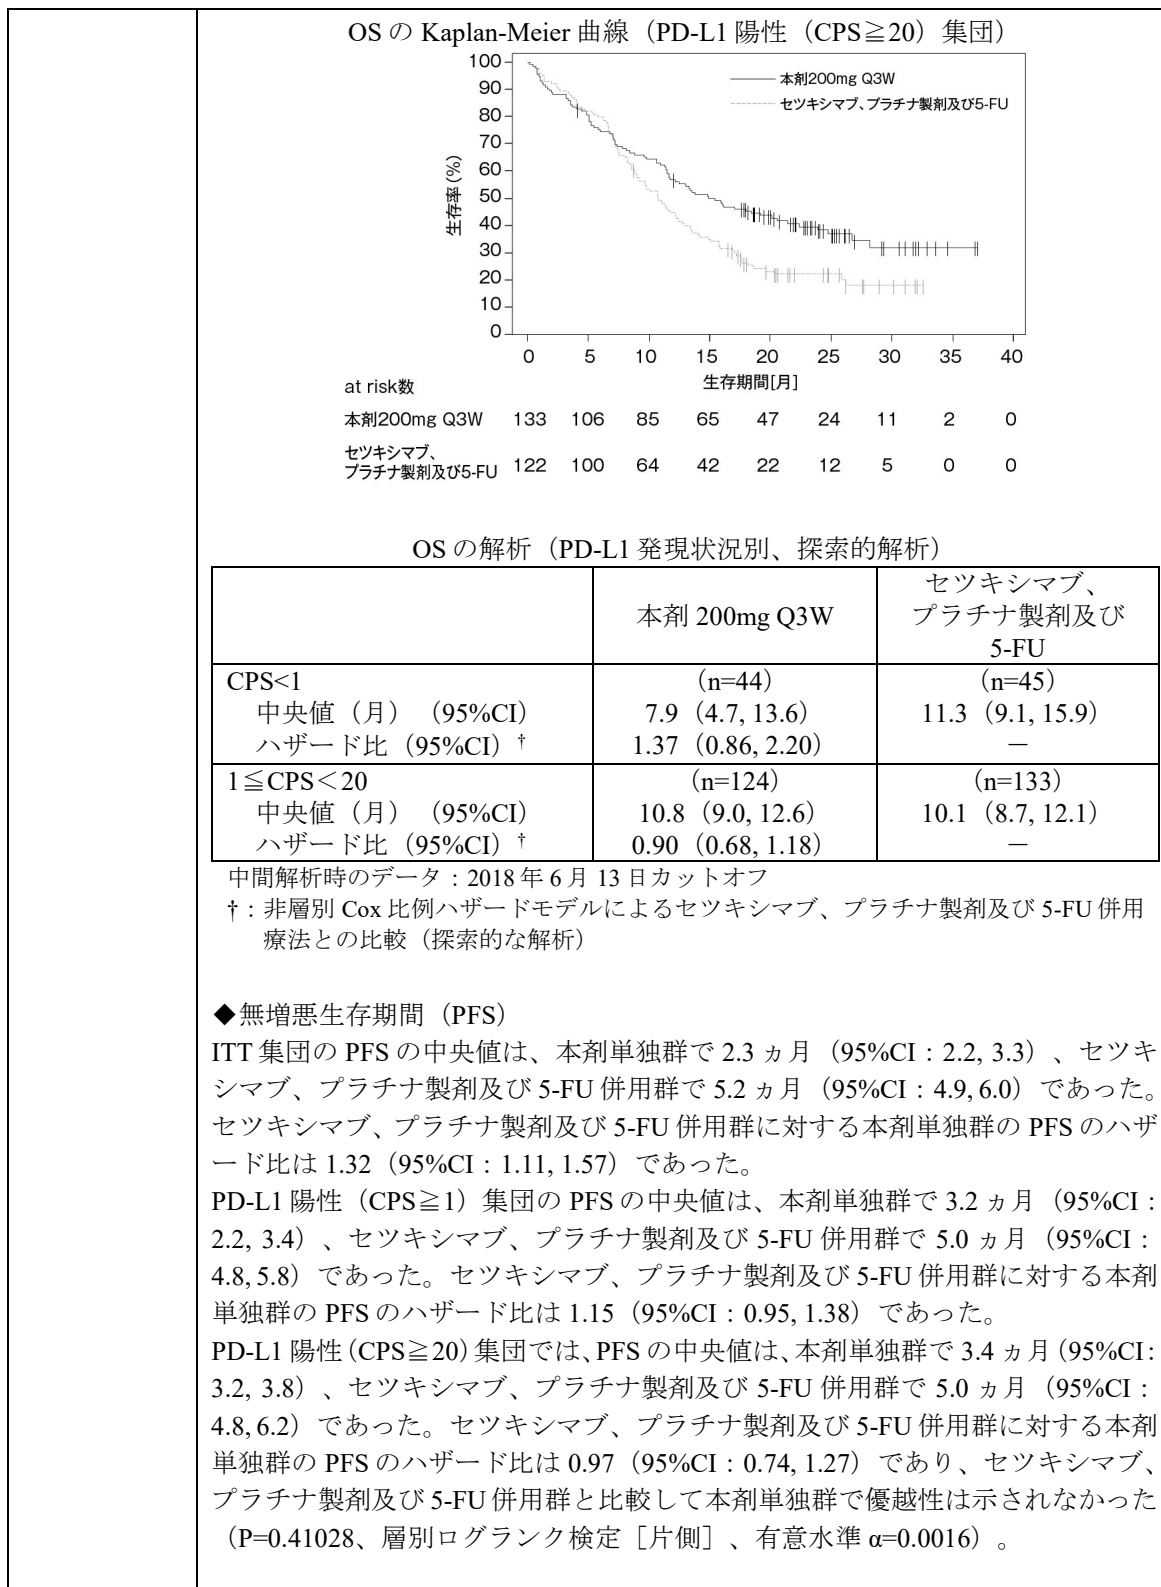 OS の Kaplan-Meier 曲線（PD-L1 陽性（CPS≧20）集団）
100
90
80
70
60
50
40
30
20
10
0
生存率(%)
本剤200mg Q3W
セツキシマブ、プラチナ製剤及び5-FU
0 5 10 15 20 25 30 35 40
生存期間[月]
at risk数
本剤200mg Q3W 133 106 85 65 47 24 11 2 0
セツキシマブ、
プラチナ製剤及び5-FU 122 100 64 42 22 12 5 0 0
OS の解析（PD-L1 発現状況別、探索的解析）
本剤 200mg Q3W
セツキシマブ、
プラチナ製剤及び
5-FU
CPS<1 （n=44） （n=45）
中央値（月）（95%CI） 7.9（4.7, 13.6） 11.3（9.1, 15.9）
ハザード比（95%CI）† 1.37（0.86, 2.20） －
1≦CPS＜20 （n=124） （n=133）
中央値（月）（95%CI） 10.8（9.0, 12.6） 10.1（8.7, 12.1）
ハザード比（95%CI）† 0.90（0.68, 1.18） －
中間解析時のデータ：2018 年 6 月 13 日カットオフ
†：非層別 Cox 比例ハザードモデルによるセツキシマブ、プラチナ製剤及び 5-FU 併用
療法との比較（探索的な解析）
◆無増悪生存期間（PFS）
ITT 集団の PFS の中央値は、本剤単独群で 2.3 ヵ月（95%CI：2.2, 3.3）、セツキ
シマブ、プラチナ製剤及び 5-FU 併用群で 5.2 ヵ月（95%CI：4.9, 6.0）であった。
セツキシマブ、プラチナ製剤及び 5-FU 併用群に対する本剤単独群の PFS のハザ
ード比は 1.32（95%CI：1.11, 1.57）であった。
PD-L1 陽性（CPS≧1）集団の PFS の中央値は、本剤単独群で 3.2 ヵ月（95%CI：
2.2, 3.4）、セツキシマブ、プラチナ製剤及び 5-FU 併用群で 5.0 ヵ月（95%CI：
4.8, 5.8）であった。セツキシマブ、プラチナ製剤及び 5-FU 併用群に対する本剤
単独群の PFS のハザード比は 1.15（95%CI：0.95, 1.38）であった。
PD-L1 陽性（CPS≧20）集団では、PFS の中央値は、本剤単独群で 3.4 ヵ月（95%CI：
3.2, 3.8）、セツキシマブ、プラチナ製剤及び 5-FU 併用群で 5.0 ヵ月（95%CI：
4.8, 6.2）であった。セツキシマブ、プラチナ製剤及び 5-FU 併用群に対する本剤
単独群の PFS のハザード比は 0.97（95%CI：0.74, 1.27）であり、セツキシマブ、
プラチナ製剤及び 5-FU 併用群と比較して本剤単独群で優越性は示されなかった
（P=0.41028、層別ログランク検定［片側］、有意水準 α=0.0016）。